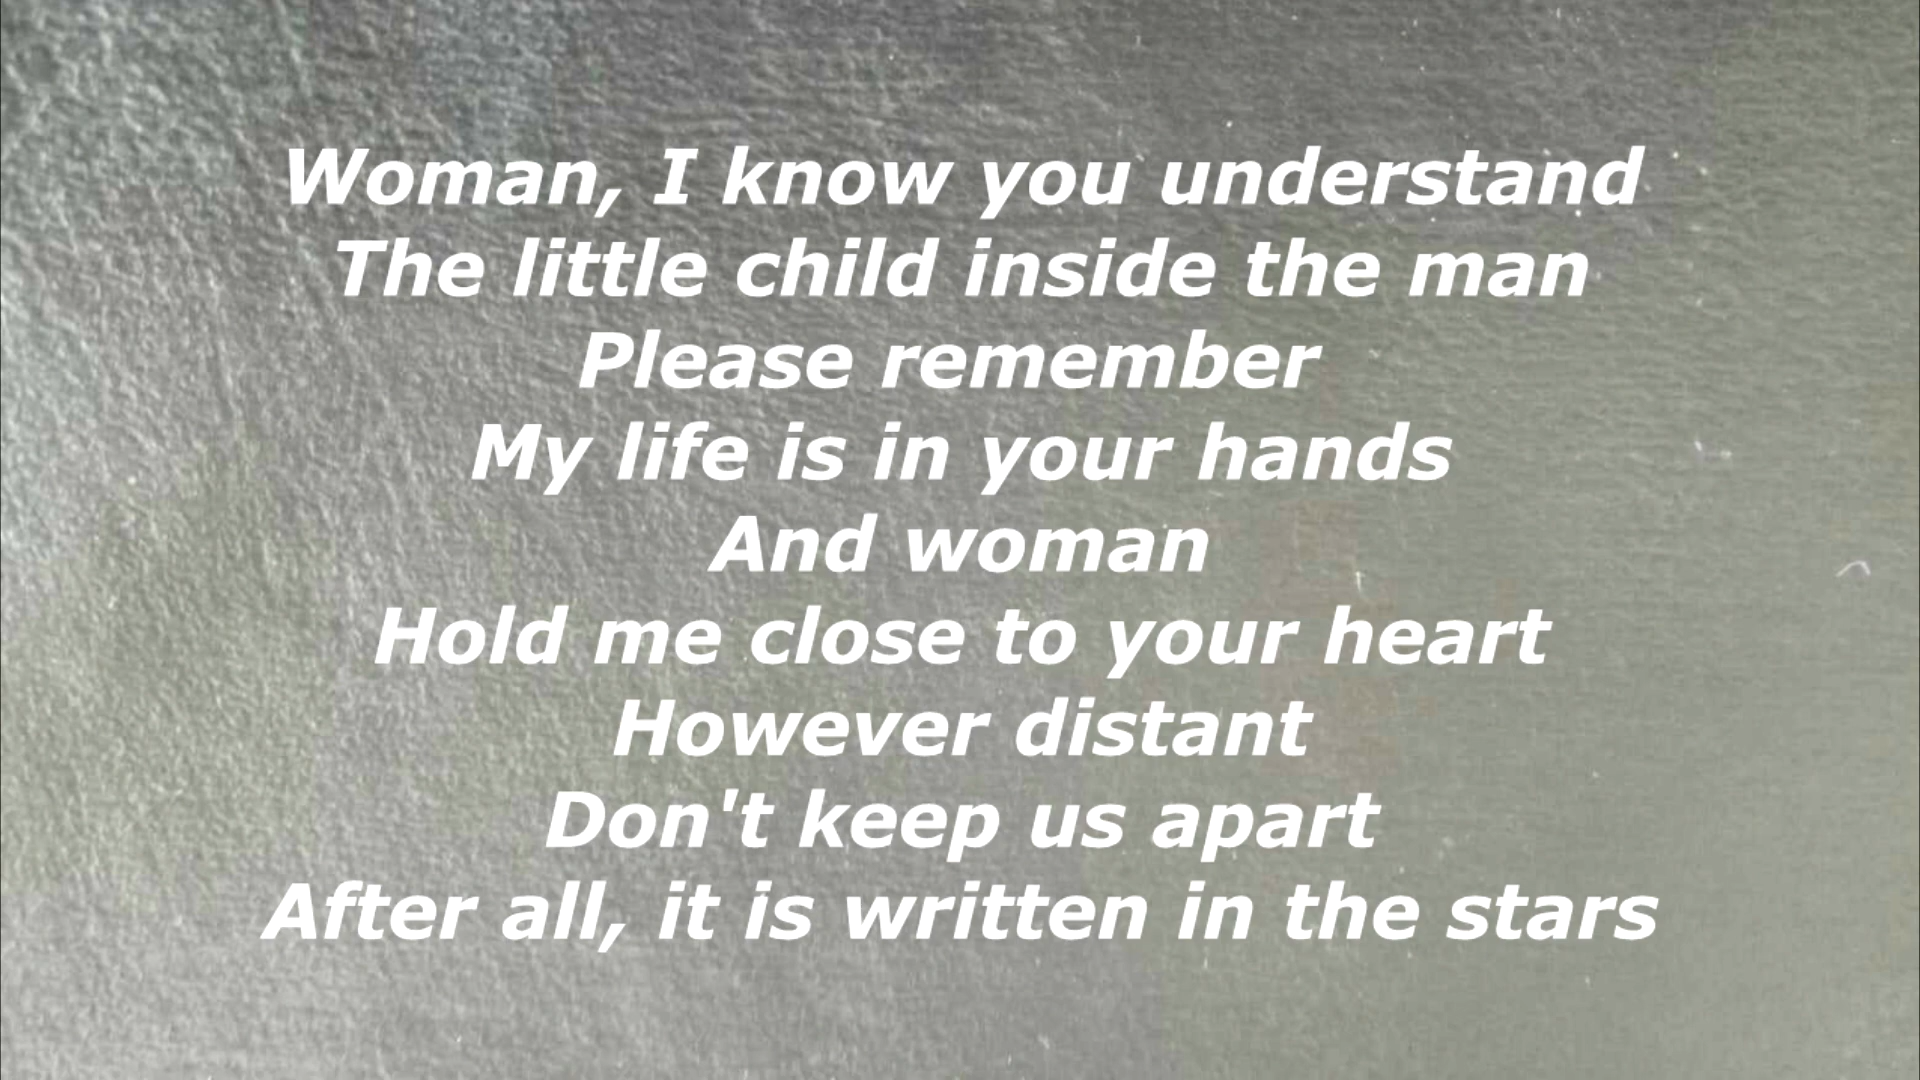 Woman, I know you understand
The little child inside the man
Please remember
My life is in your hands
And woman
Hold me close to your heart
However distant
Don't keep us apart
After all, it is written in the stars